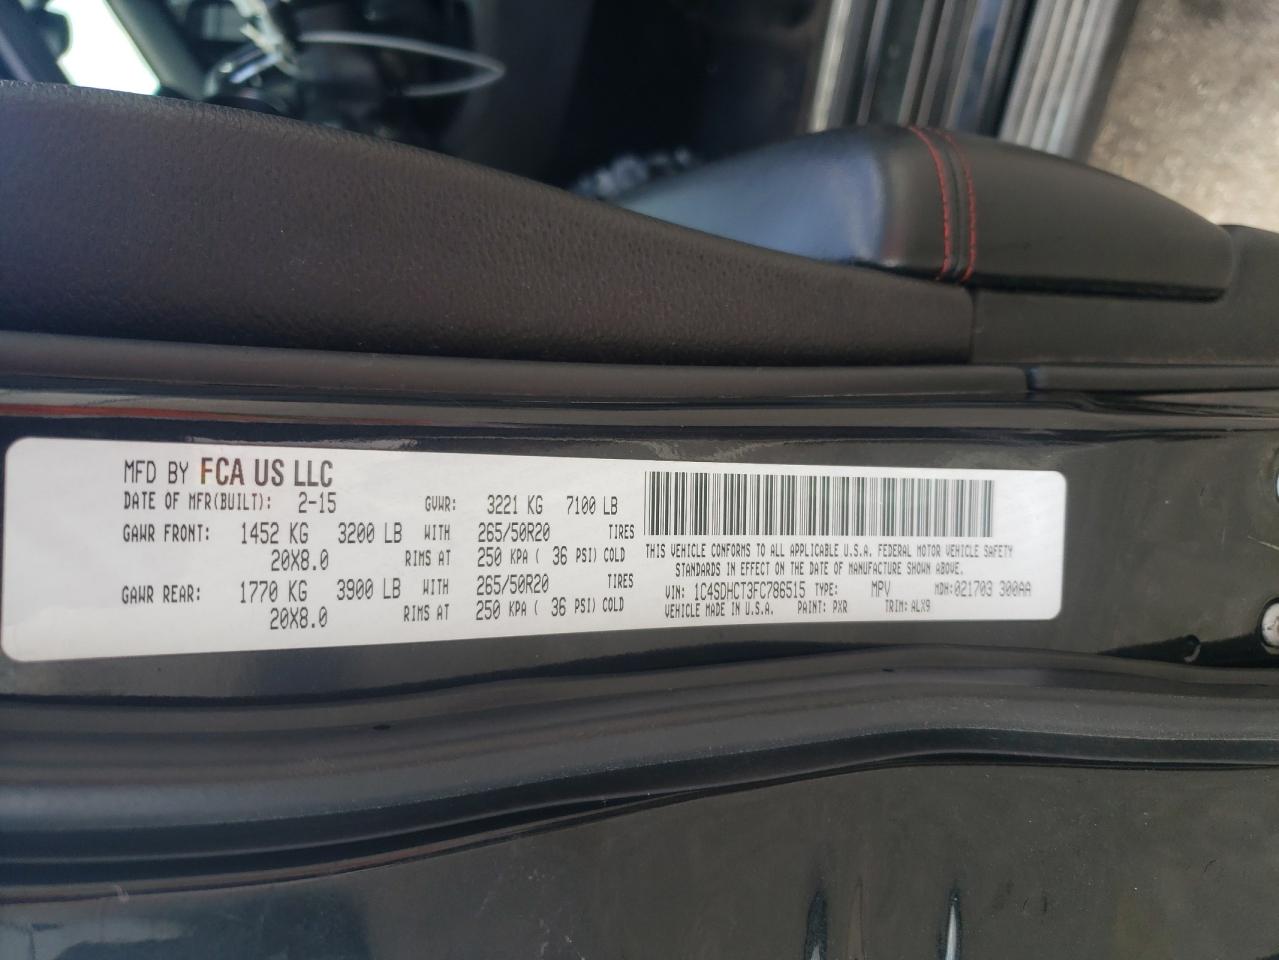 MFD BY FCA US LLC
DATE OF MFR(BUILT): 2-15 GVWR: 3221 KG 7100 LB
GAWR FRONT: 1452 KG 3200 LB WITH 265/50R20 TIRES
20X8.0 RIMS AT 250 KPA ( 36 PSI) COLD
GAWR REAR: 1770 KG 3900 LB WITH 265/50R20 TIRES
20X8.0 RIMS AT 250 KPA ( 36 PSI) COLD
THIS VEHICLE CONFORMS TO ALL APPLICABLE U.S.A. FEDERAL MOTOR VEHICLE SAFETY
STANDARDS IN EFFECT ON THE DATE OF MANUFACTURE SHOWN ABOVE.
VIN: 1C4SDHCT3FC786515 TYPE: MPV MDH:021703 300AA
VEHICLE MADE IN U.S.A. PAINT: PXR TRIM: ALX9